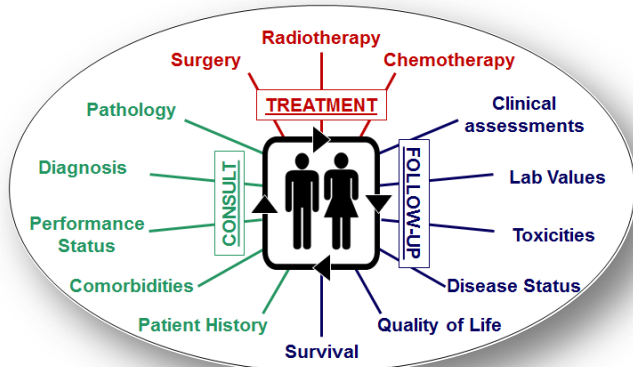 Radiotherapy
Surgery
Chemotherapy
TREATMENT
Pathology
Clinical
assessments
Diagnosis
CONSULT
FOLLOW-UP
Lab Values
Performance
Status
Toxicities
Comorbidities
Disease Status
Patient History
Quality of Life
Survival